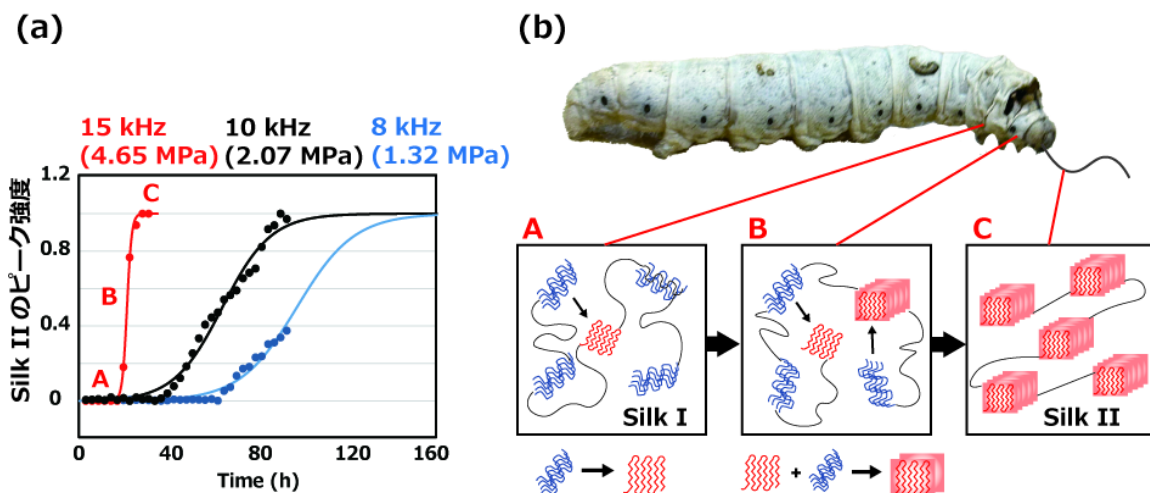 (a)
15 kHz
(4.65 MPa)
10 kHz
(2.07 MPa)
8 kHz
(1.32 MPa)
Silk II のピーク強度
1.2
0.8
0.4
0
A
B
C
0
40
80
120
160
Time (h)
(b)
A
Silk I
B
C
Silk II
+